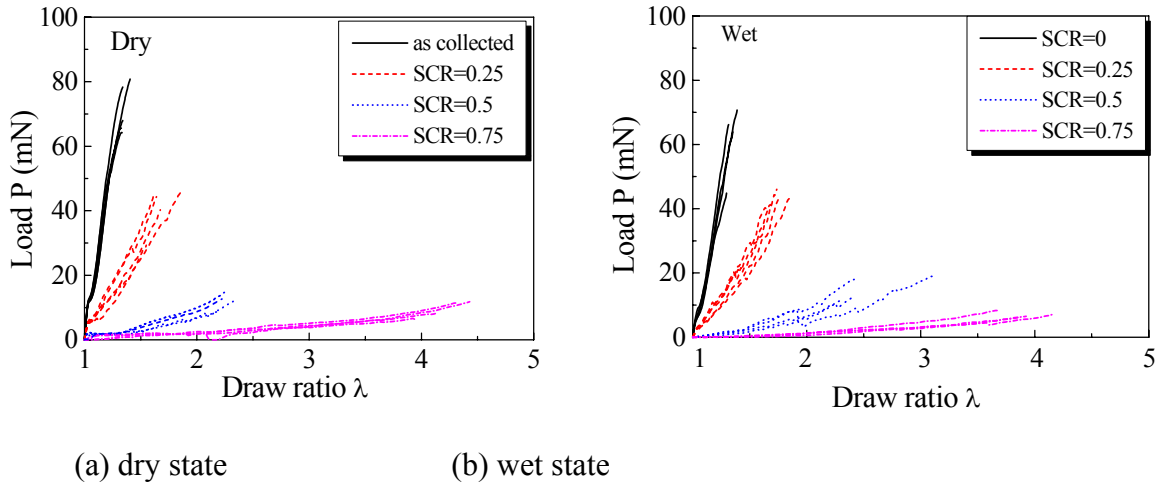 100
80
60
40
20
0
Load P (mN)
Dry
as collected
SCR=0.25
SCR=0.5
SCR=0.75
1 2 3 4 5
Draw ratio λ
100
80
60
40
20
0
Load P (mN)
Wet
SCR=0
SCR=0.25
SCR=0.5
SCR=0.75
1 2 3 4 5
Draw ratio λ
(a) dry state (b) wet state